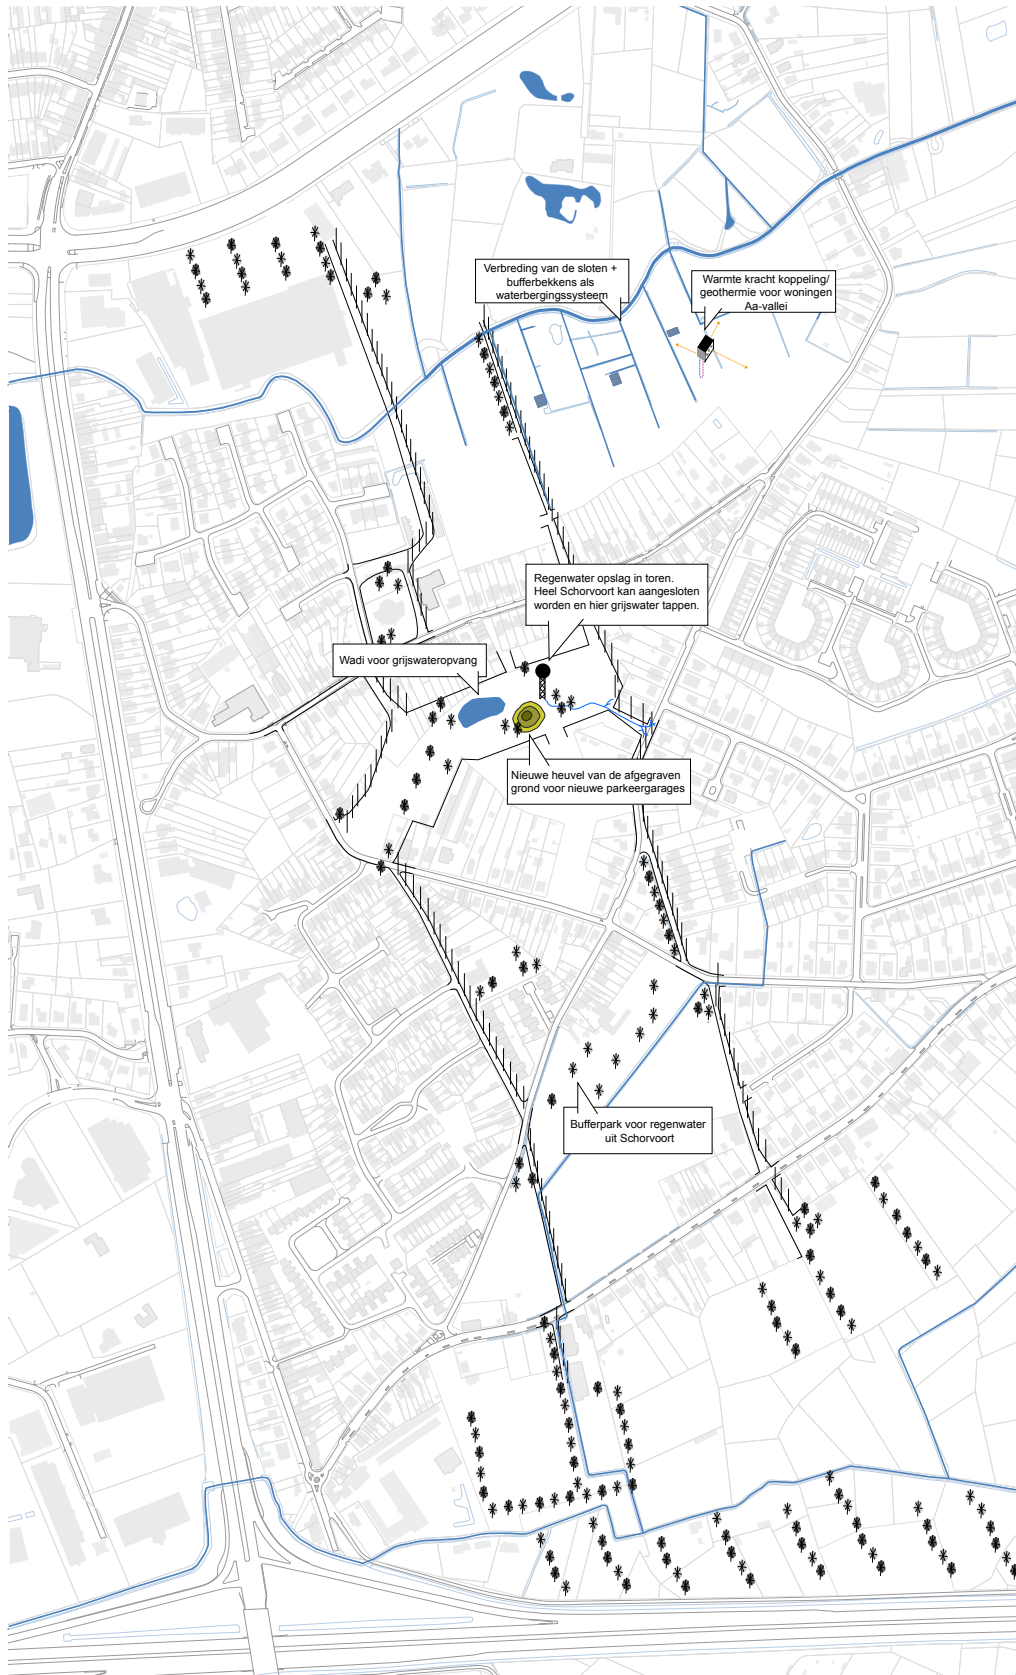 Verbreding van de sloten +
bufferbekkens als
waterbergingssysteem
Warmte kracht koppeling/
geothermie voor woningen
Aa-vallei
Regenwater opslag in toren.
Heel Schorvoort kan aangesloten
worden en hier grijswater tappen.
Wadi voor grijswateropvang
Nieuwe heuvel van de afgegraven
grond voor nieuwe parkeergarages
Bufferpark voor regenwater
uit Schorvoort